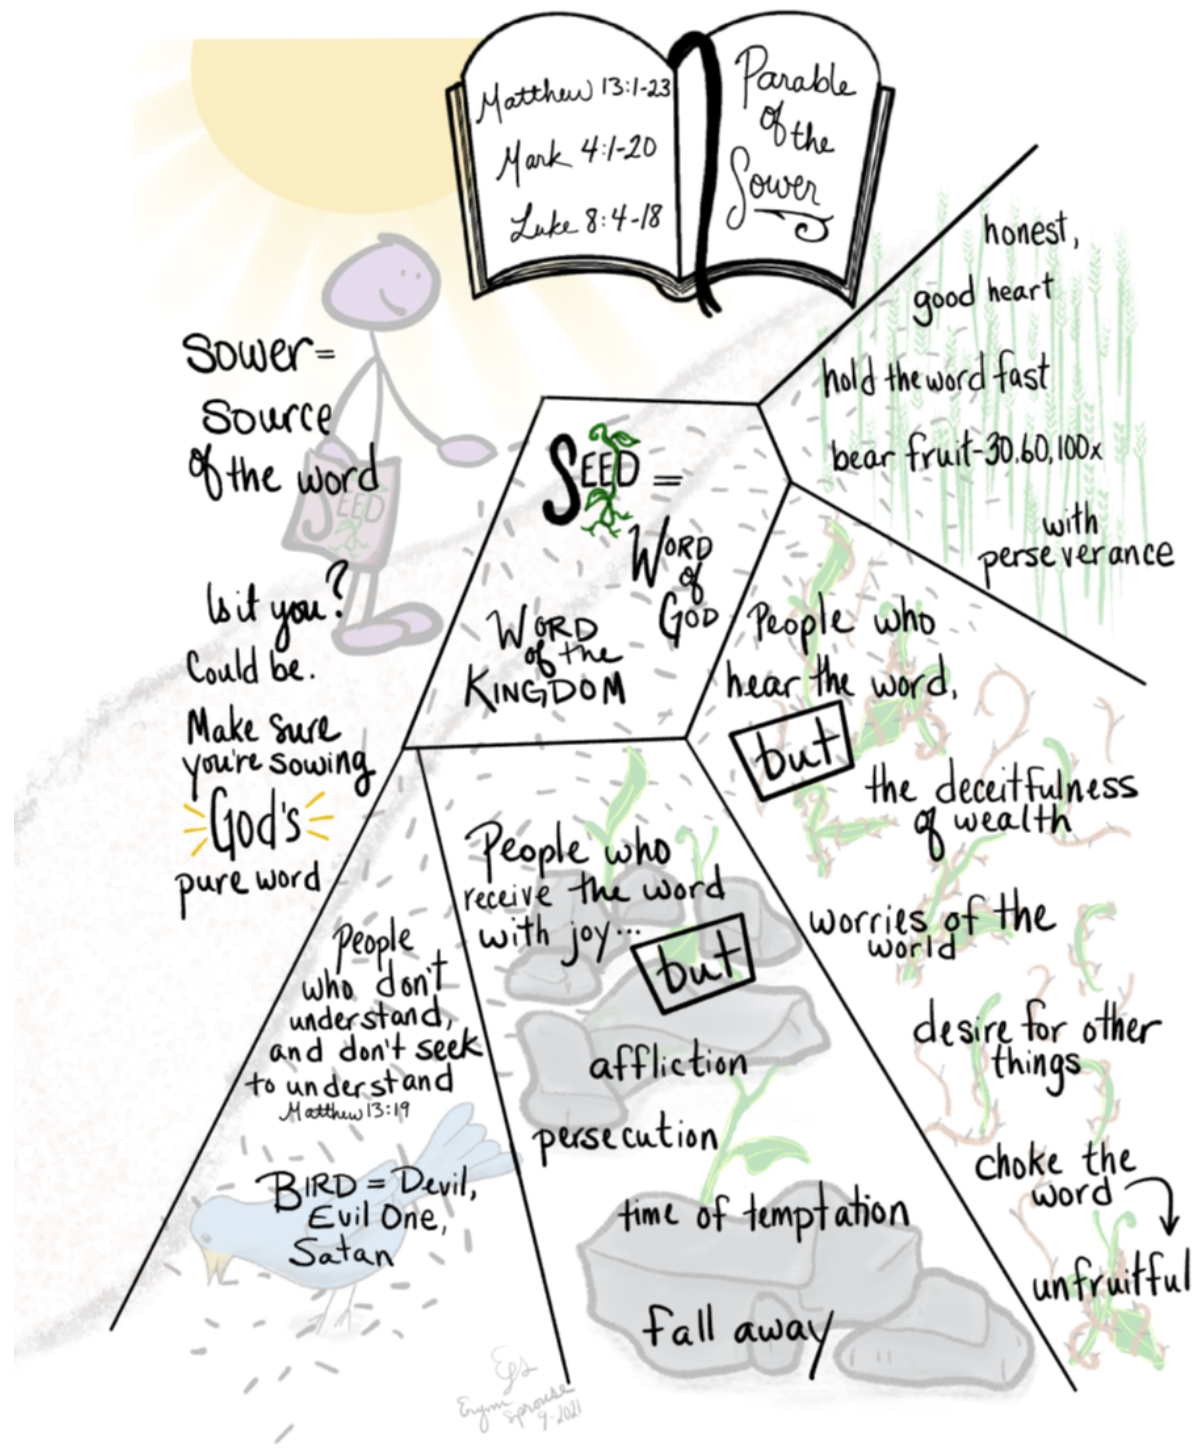 Matthew 13:1-23
Mark 4:1-20
Luke 8:4-18
Parable
of the
Sower
Sower=
Source
of the word
SEED
Is it you?
Could be.
Make sure
you're sowing
God's
pure word
SEED =
WORD
of
GOD
WORD
of the
KINGDOM
People
who don't
understand,
and don't seek
to understand
Matthew 13:19
BIRD = Devil,
Evil One,
Satan
People who
receive the word
with joy...
but
affliction
persecution
time of temptation
fall away
People who
hear the word,
but
the deceitfulness
of wealth
worries of the
world
desire for other
things
choke the
word
unfruitful
honest,
good heart
hold the word fast
bear fruit-30,60,100x
with
perseverance
Erynn
Sprouse
9-2021